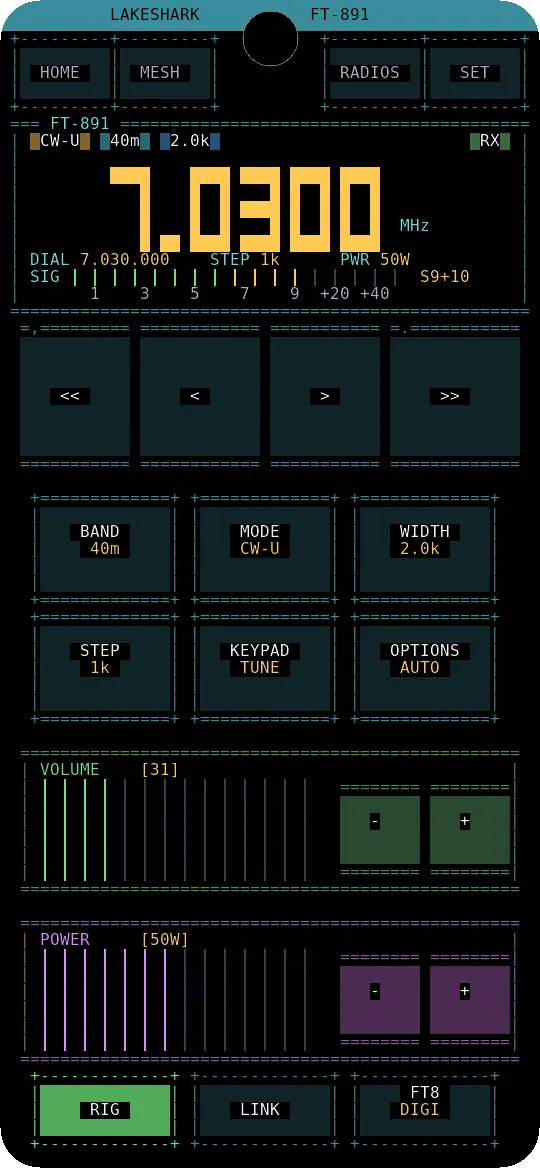 LAKESHARK FT-891
HOME MESH RADIOS SET
FT-891
CW-U 40m 2.0k RX
7.0300 MHz
DIAL 7.030.000 STEP 1k PWR 50W
SIG S9+10
1 3 5 7 9 +20 +40
<< < > >>
BAND MODE WIDTH
40m CW-U 2.0k
STEP KEYPAD OPTIONS
1k TUNE AUTO
VOLUME [31]
- +
POWER [50W]
- +
FT8
RIG LINK DIGI